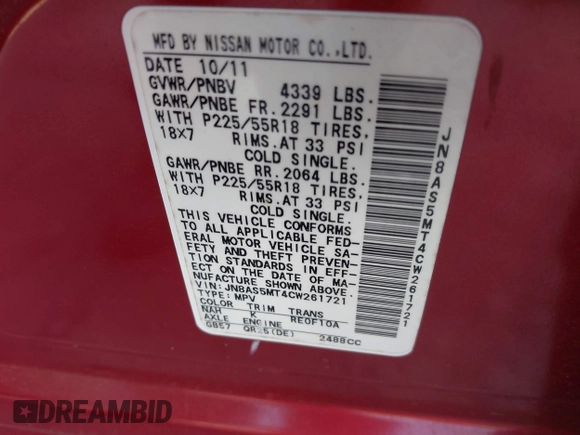 MFD BY NISSAN MOTOR CO.,LTD.
DATE 10/11
GVWR/PNBV 4339 LBS.
GAWR/PNBE FR. 2291 LBS.
WITH P225/55R18 TIRES,
18X7 RIMS. AT 33 PSI
COLD SINGLE.
GAWR/PNBE RR. 2064 LBS.
WITH P225/55R18 TIRES,
18X7 RIMS. AT 33 PSI
COLD SINGLE.
THIS VEHICLE CONFORMS
TO ALL APPLICABLE FED-
ERAL MOTOR VEHICLE SA-
FETY AND THEFT PREVEN-
TION STANDARDS IN EFF-
ECT ON THE DATE OF MA-
NUFACTURE SHOWN ABOVE.
VIN: JN8AS5MT4CW261721
TYPE: MPV
COLOR TRIM TRANS
NAH K RE0F10A
AXLE ENGINE
GB57 QR25(DE) 2488CC
JN8AS5MT4CW261721
DREAMBID